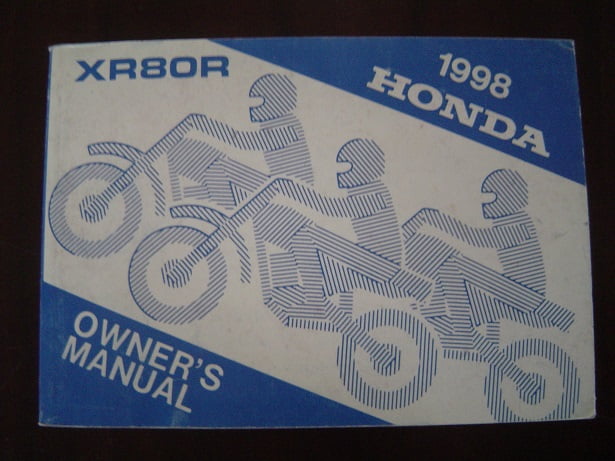 XR80R
1998
HONDA
OWNER'S
MANUAL